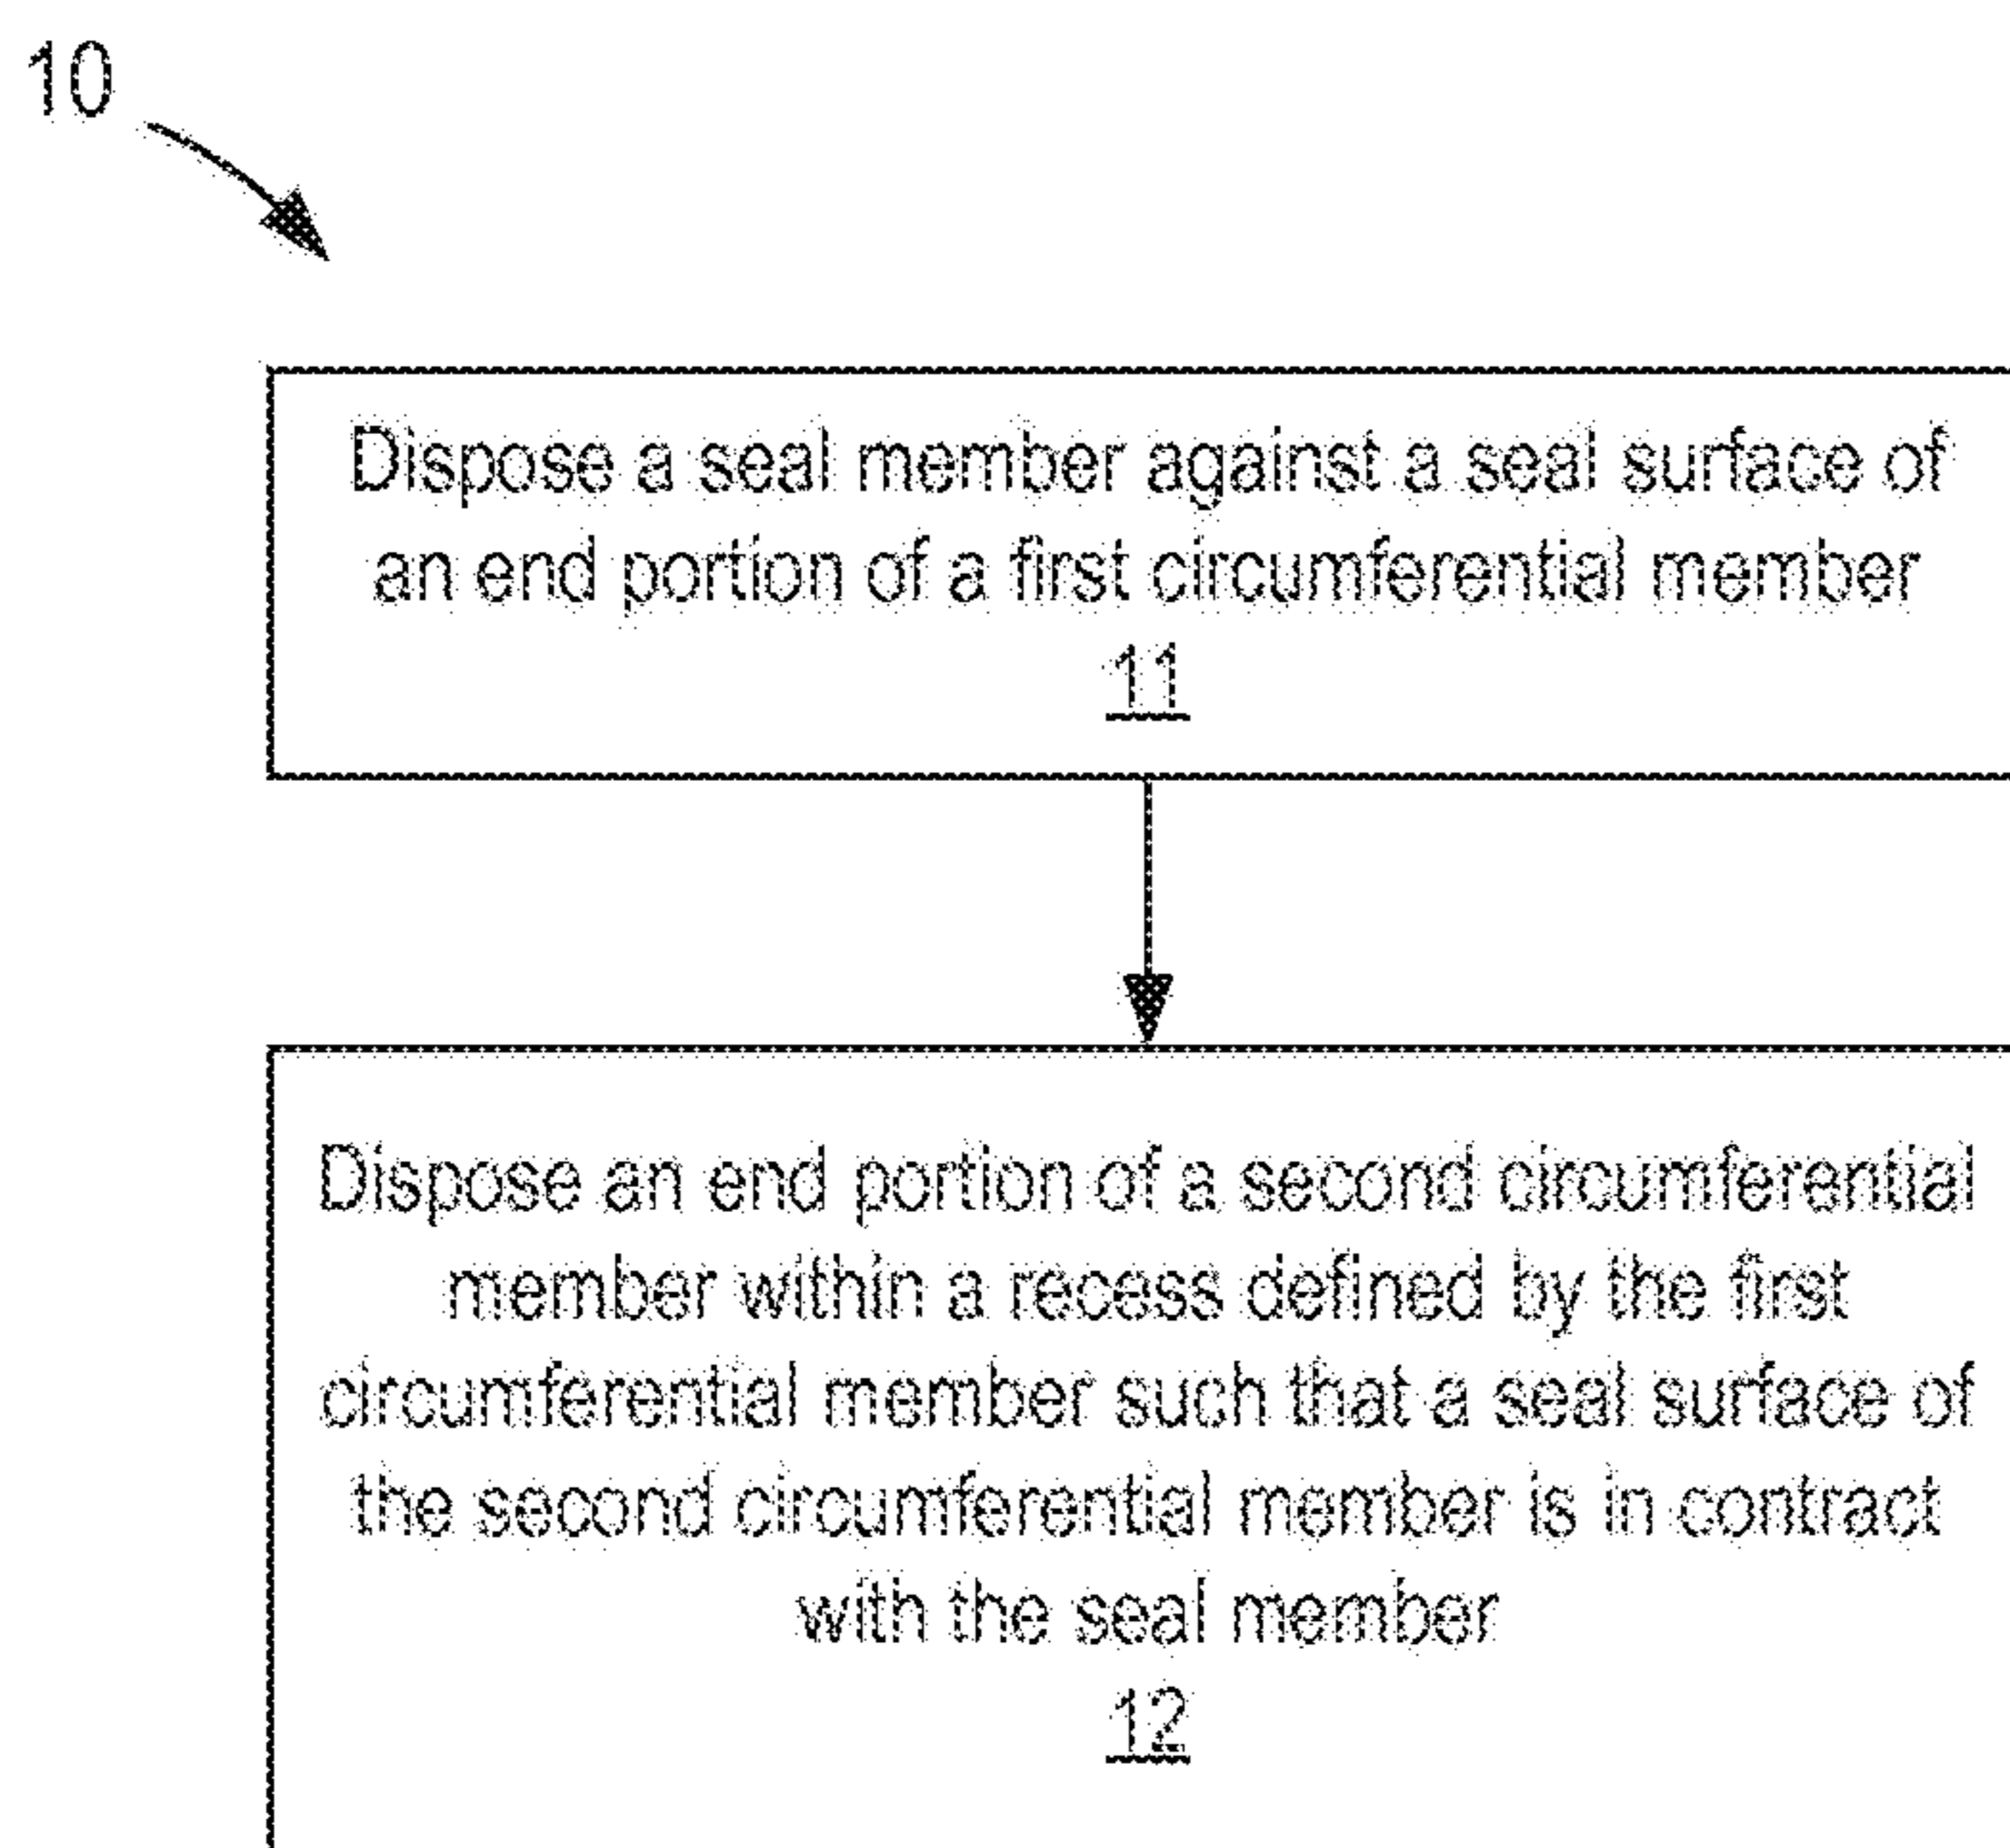 10
Dispose a seal member against a seal surface of
an end portion of a first circumferential member
11
Dispose an end portion of a second circumferential
member within a recess defined by the first
circumferential member such that a seal surface of
the second circumferential member is in contract
with the seal member
12